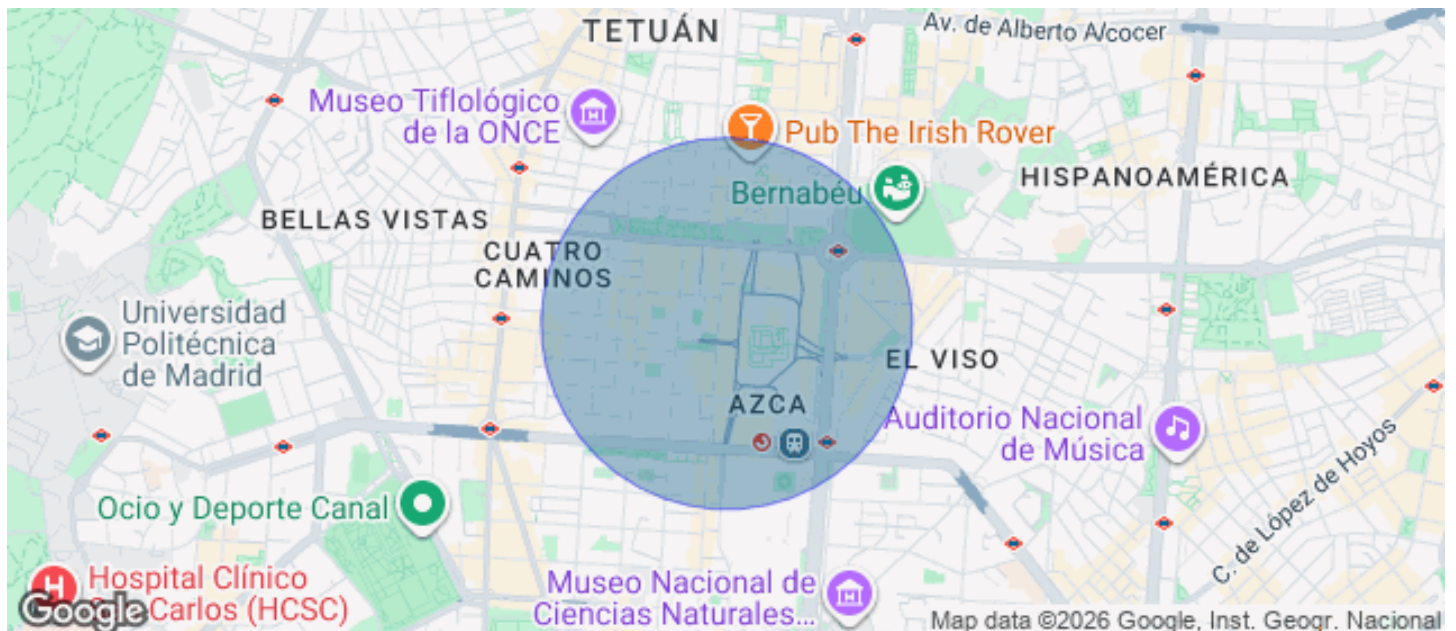 TETUÁN
Av. de Alberto Alcocer
Museo Tiflológico
de la ONCE
Pub The Irish Rover
Bernabéu
HISPANOAMÉRICA
BELLAS VISTAS
CUATRO
CAMINOS
Universidad
Politécnica
de Madrid
EL VISO
AZCA
Auditorio Nacional
de Música
C. de López de Hoyos
Ocio y Deporte Canal
Hospital Clínico
Carlos (HCSC)
Google
Museo Nacional de
Ciencias Naturales...
Map data ©2026 Google, Inst. Geogr. Nacional